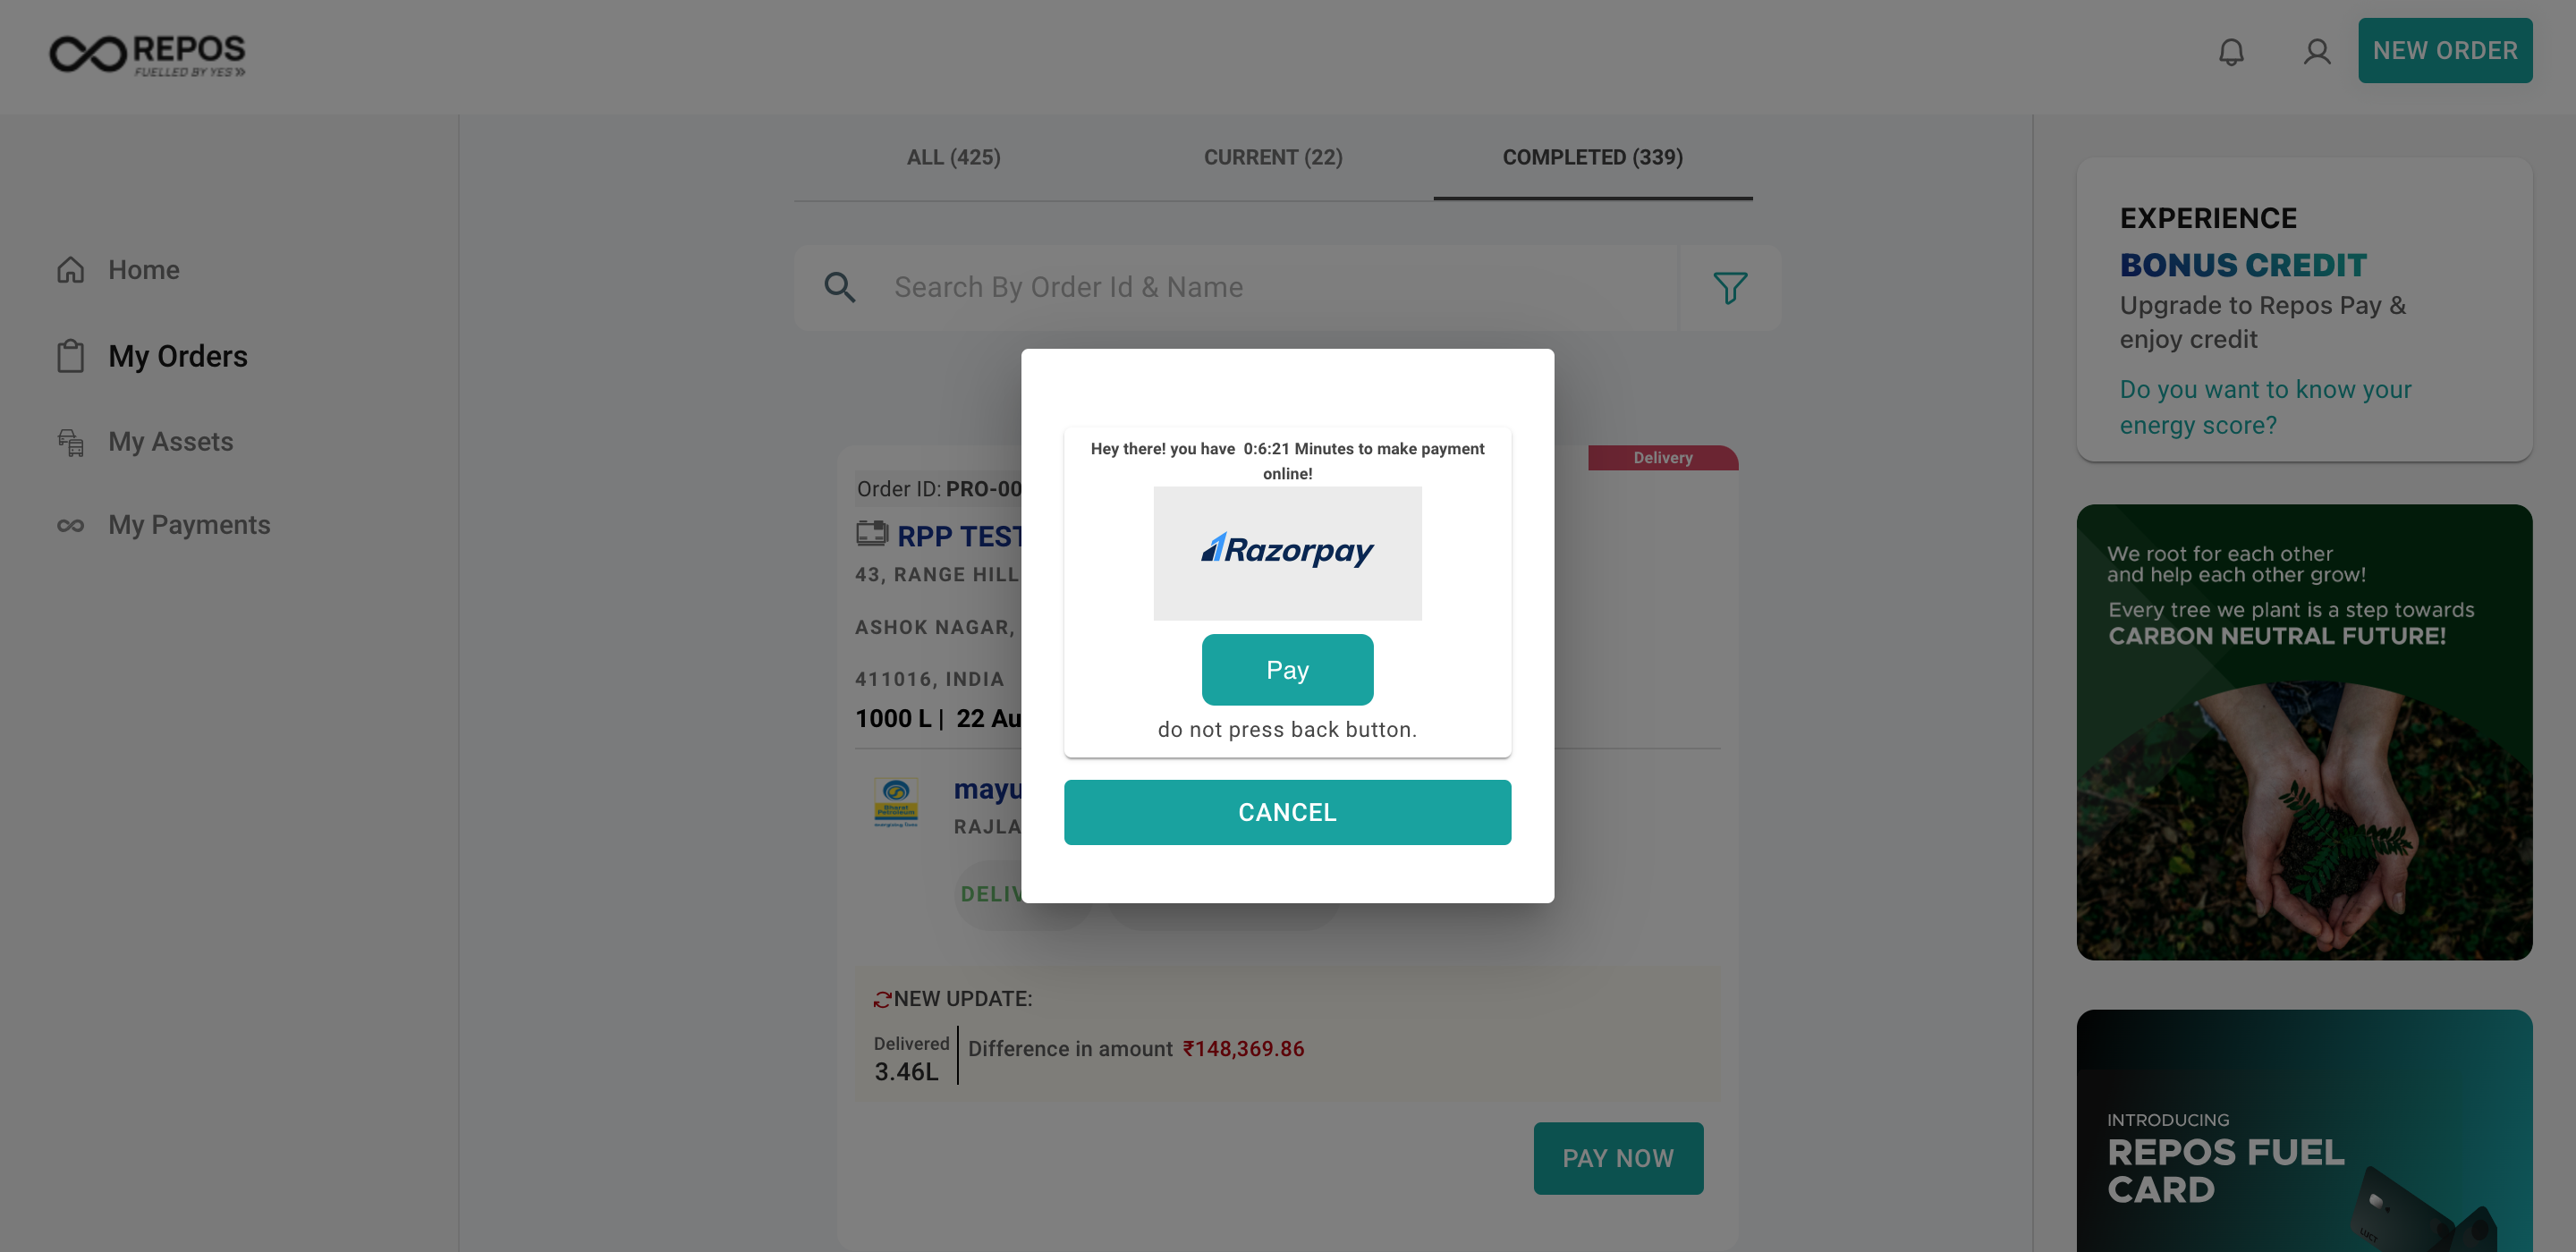 REPOS
FUELLED BY YES
NEW ORDER
ALL (425)
CURRENT (22)
COMPLETED (339)
Home
My Orders
My Assets
My Payments
Search By Order Id & Name
Delivery
Order ID: PRO-00
RPP TEST
43, RANGE HILL
ASHOK NAGAR,
411016, INDIA
1000 L | 22 Au
Bharat
Petroleum
energising lives
mayu
RAJLA
DELIV
NEW UPDATE:
Delivered
3.46L
Difference in amount ₹148,369.86
PAY NOW
Hey there! you have 0:6:21 Minutes to make payment
online!
Razorpay
Pay
do not press back button.
CANCEL
EXPERIENCE
BONUS CREDIT
Upgrade to Repos Pay &
enjoy credit
Do you want to know your
energy score?
We root for each other
and help each other grow!
Every tree we plant is a step towards
CARBON NEUTRAL FUTURE!
INTRODUCING
REPOS FUEL
CARD